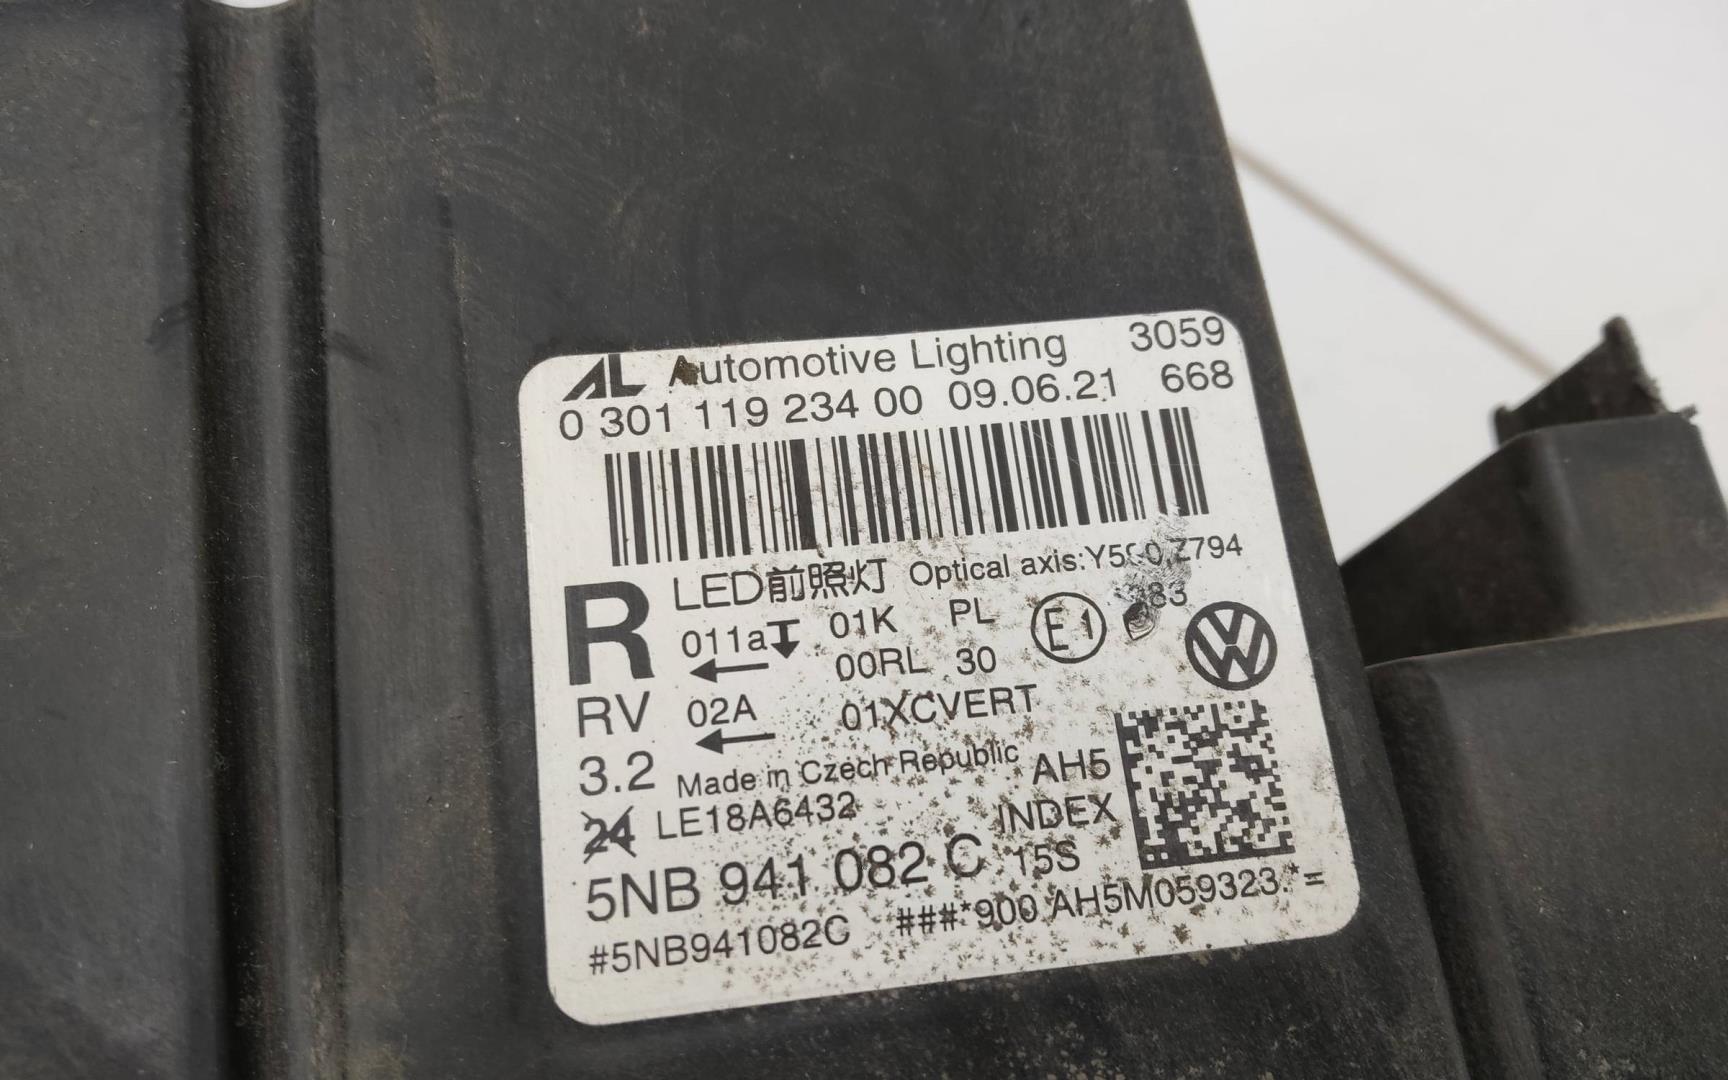 AL Automotive Lighting 3059
0 301 119 234 00 09.06.21 668
R LED前照灯 Optical axis: Z794
011a 01K PL E1 383
00RL 30
RV 02A 01XCVERT
3.2 Made in Czech Republic AH5
24 LE18A6432 INDEX
5NB 941 082 C 15S
#5NB941082C ###*900 AH5M059323.*=